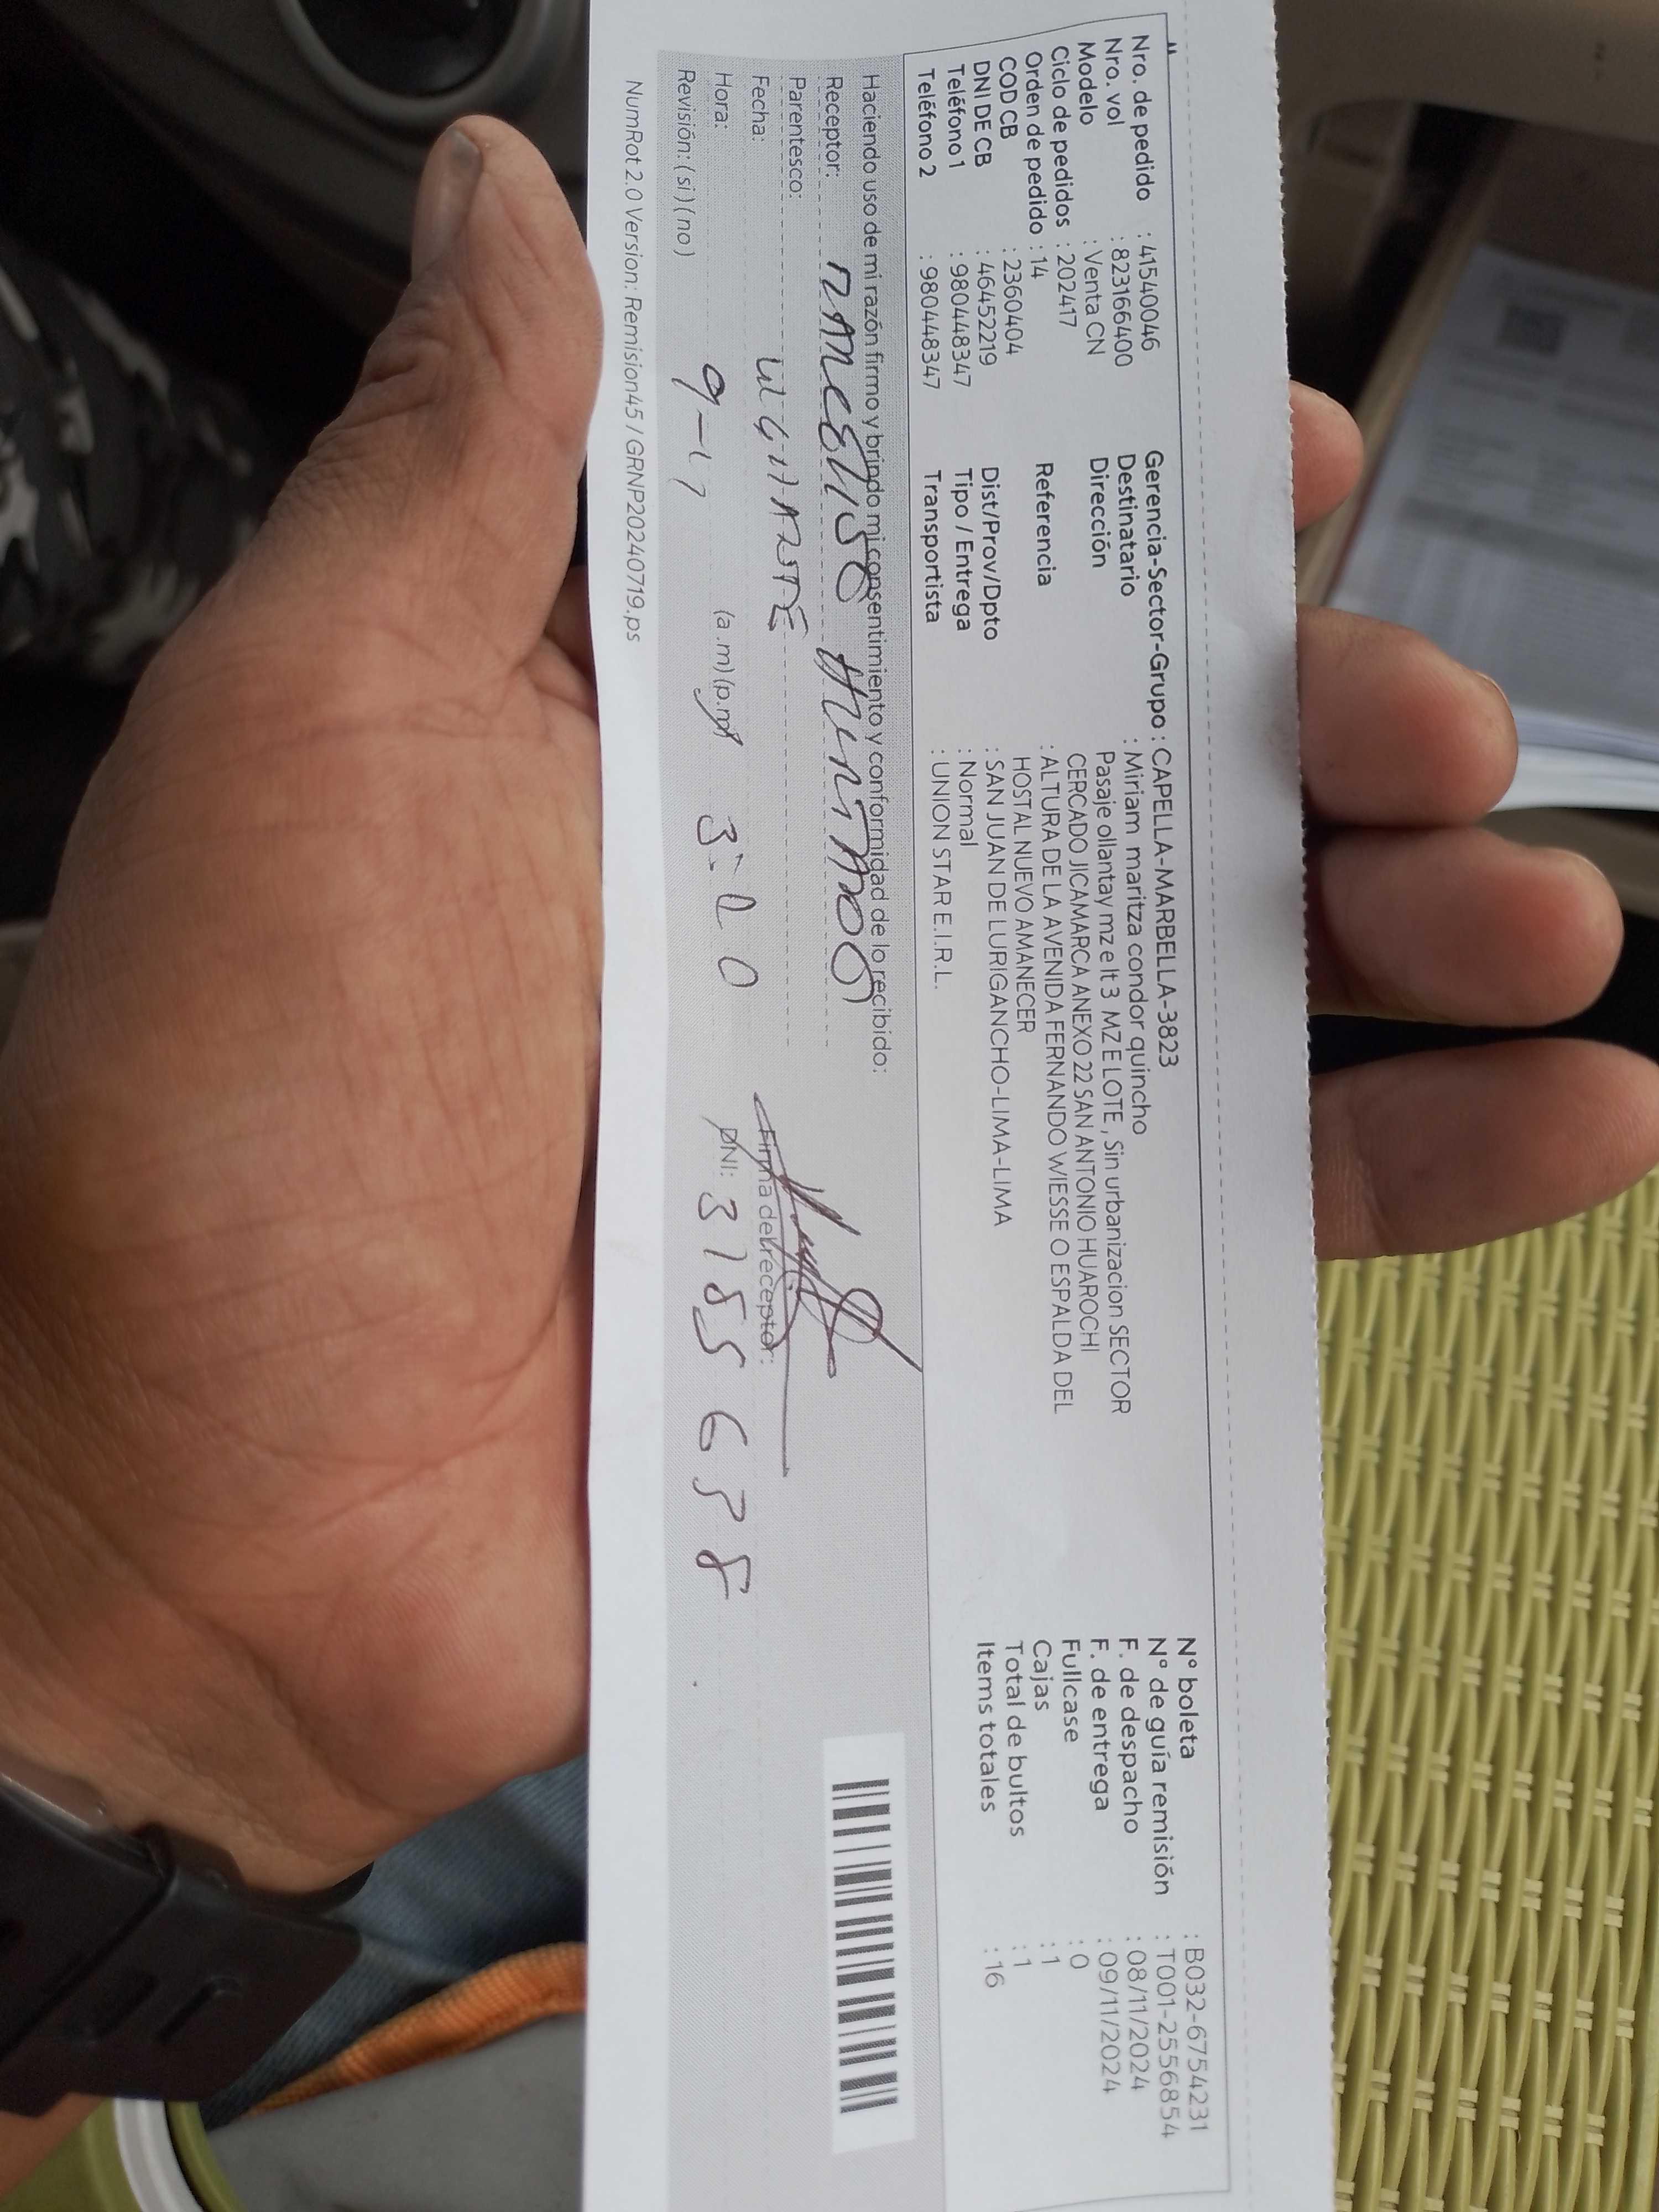 Nro. de pedido : 415400046
Nro. vol : 823166400
Modelo : Venta CN
Ciclo de pedidos : 202417
Orden de pedido : 14
COD CB : 2360404
DNI DE CB : 46452219
Teléfono 1 : 980448347
Teléfono 2 : 980448347
Gerencia-Sector-Grupo : CAPELLA-MARBELLA-3823
Destinatario : Miriam maritza condor quincho
Dirección Pasaje ollantay mz e lt 3 MZ E LOTE , Sin urbanizacion SECTOR
CERCADO JICAMARCA ANEXO 22 SAN ANTONIO HUAROCHI
Referencia : ALTURA DE LA AVENIDA FERNANDO WIESSE O ESPALDA DEL
HOSTAL NUEVO AMANECER
Dist/Prov/Dpto : SAN JUAN DE LURIGANCHO-LIMA-LIMA
Tipo / Entrega : Normal
Transportista : UNION STAR E.I.R.L.
N° boleta : B032-6754231
N° de guía remisión : T001-2556854
F. de despacho : 08/11/2024
F. de entrega : 09/11/2024
Fullcase : 0
Cajas : 1
Total de bultos : 1
Items totales : 16
Haciendo uso de mi razón firmo y brindo mi consentimiento y conformidad de lo recibido:
Receptor:
Parentesco:
Fecha: 
Hora: 9-17 (a.m)(p.m) 3:20
Revisión: (si) (no)
Firma del receptor:
DNI:
NumRot 2.0 Version: Remision45 / GRNP20240719.ps